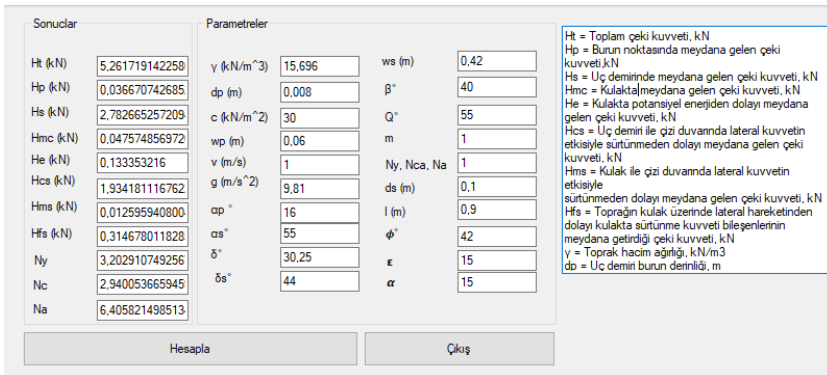 Sonuclar
Ht (kN) 5,261719142258
Hp (kN) 0,036670742685
Hs (kN) 2,782665257209
Hmc (kN) 0,047574856972
He (kN) 0,133353216
Hcs (kN) 1,934181116762
Hms (kN) 0,012595940800
Hfs (kN) 0,314678011828
Ny 3,202910749256
Nc 2,940053665945
Na 6,405821498513
Parametreler
γ (kN/m^3) 15,696
dp (m) 0,008
c (kN/m^2) 30
wp (m) 0,06
v (m/s) 1
g (m/s^2) 9,81
αp ° 16
αs° 55
δ° 30,25
δs° 44
ws (m) 0,42
β° 40
Q° 55
m 1
Ny, Nca, Na 1
ds (m) 0,1
l (m) 0,9
ϕ° 42
ε 15
α 15
Hesapla
Çıkış
Ht = Toplam çeki kuvveti, kN
Hp = Burun noktasında meydana gelen çeki
kuvveti,kN
Hs = Uç demirinde meydana gelen çeki kuvveti, kN
Hmc = Kulakta meydana gelen çeki kuvveti, kN
He = Kulakta potansiyel enerjiden dolayı meydana
gelen çeki kuvveti, kN
Hcs = Uç demiri ile çizi duvarında lateral kuvvetin
etkisiyle sürtünmeden dolayı meydana gelen çeki
kuvveti, kN
Hms = Kulak ile çizi duvarında lateral kuvvetin
etkisiyle
sürtünmeden dolayı meydana gelen çeki kuvveti, kN
Hfs = Toprağın kulak üzerinde lateral hareketinden
dolayı kulakta sürtünme kuvveti bileşenlerinin
meydana getirdiği çeki kuvveti, kN
γ = Toprak hacim ağırlığı, kN/m3
dp = Uç demiri burun derinliği, m